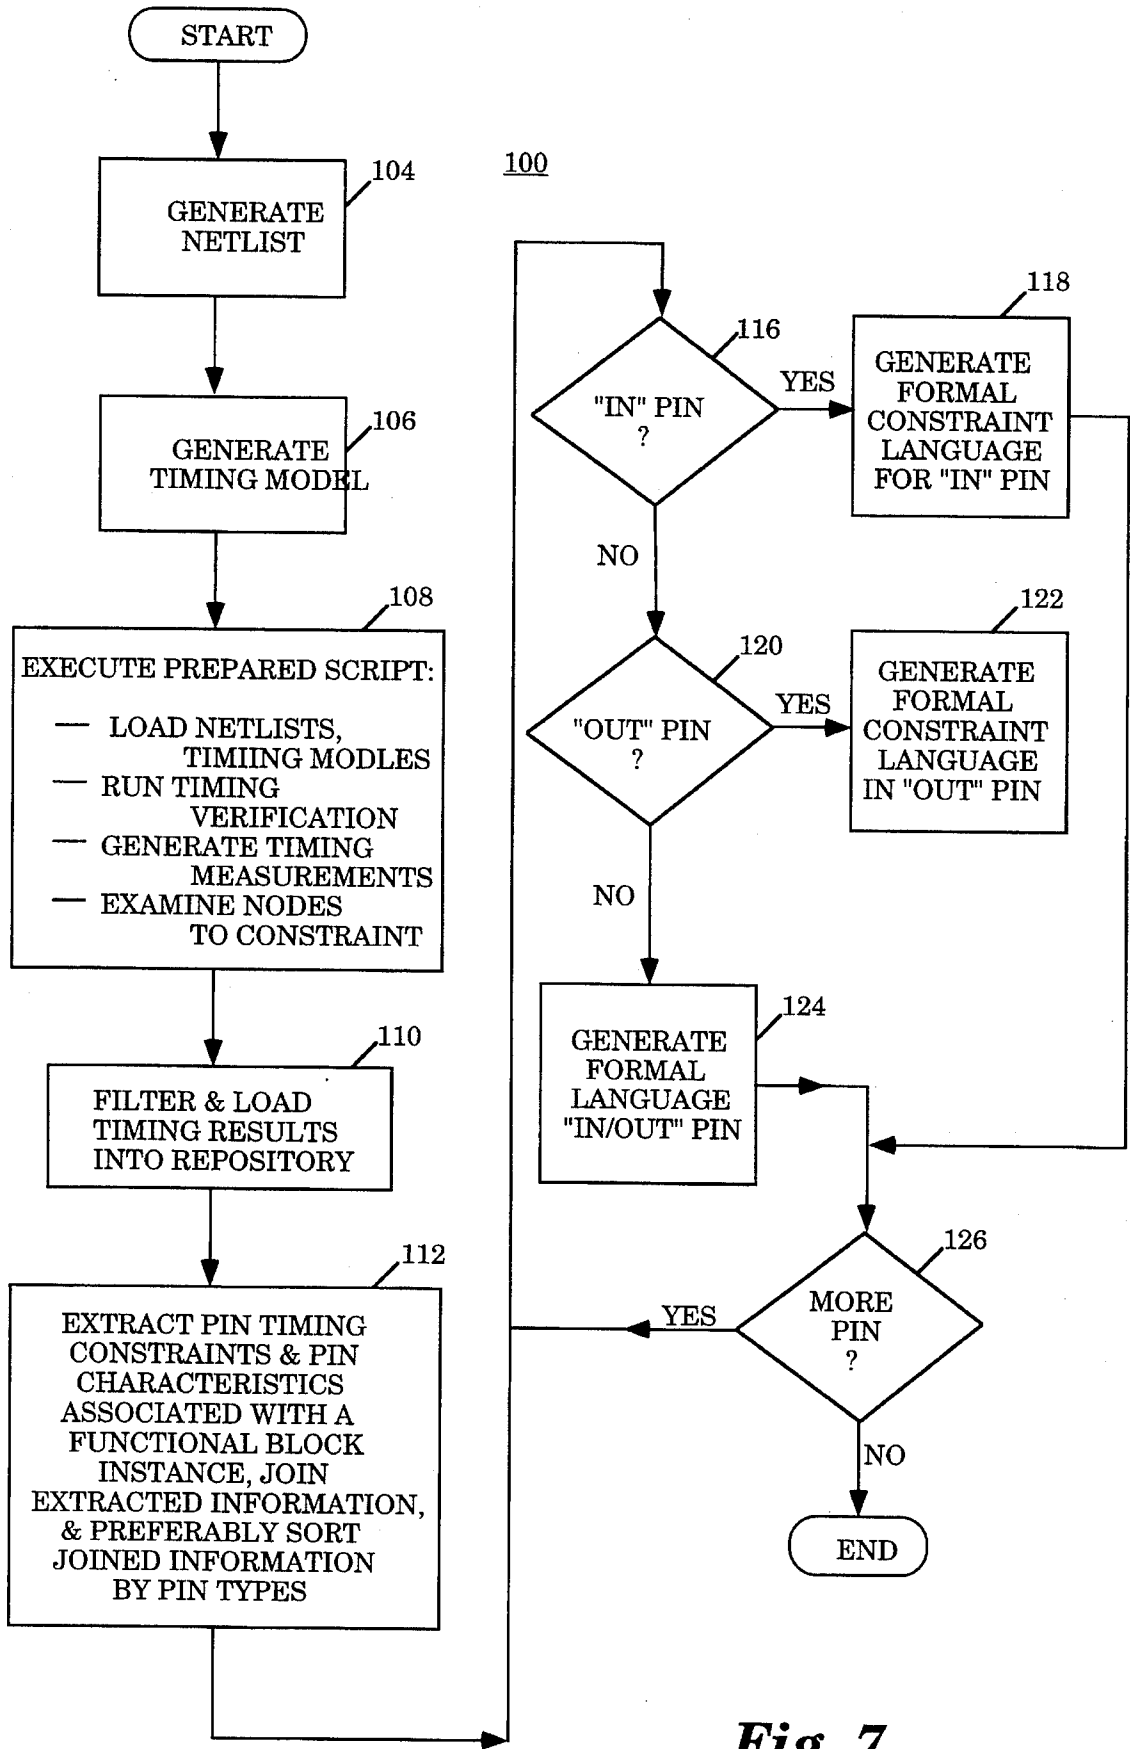 START
104
GENERATE
NETLIST
106
GENERATE
TIMING MODEL
108
EXECUTE PREPARED SCRIPT:
— LOAD NETLISTS,
TIMIING MODLES
— RUN TIMING
VERIFICATION
— GENERATE TIMING
MEASUREMENTS
— EXAMINE NODES
TO CONSTRAINT
110
FILTER & LOAD
TIMING RESULTS
INTO REPOSITORY
112
EXTRACT PIN TIMING
CONSTRAINTS & PIN
CHARACTERISTICS
ASSOCIATED WITH A
FUNCTIONAL BLOCK
INSTANCE, JOIN
EXTRACTED INFORMATION,
& PREFERABLY SORT
JOINED INFORMATION
BY PIN TYPES
100
116
"IN" PIN
?
YES
118
GENERATE
FORMAL
CONSTRAINT
LANGUAGE
FOR "IN" PIN
NO
120
"OUT" PIN
?
YES
122
GENERATE
FORMAL
CONSTRAINT
LANGUAGE
IN "OUT" PIN
NO
124
GENERATE
FORMAL
LANGUAGE
"IN/OUT" PIN
126
MORE
PIN
?
YES
NO
END
Fig. 7